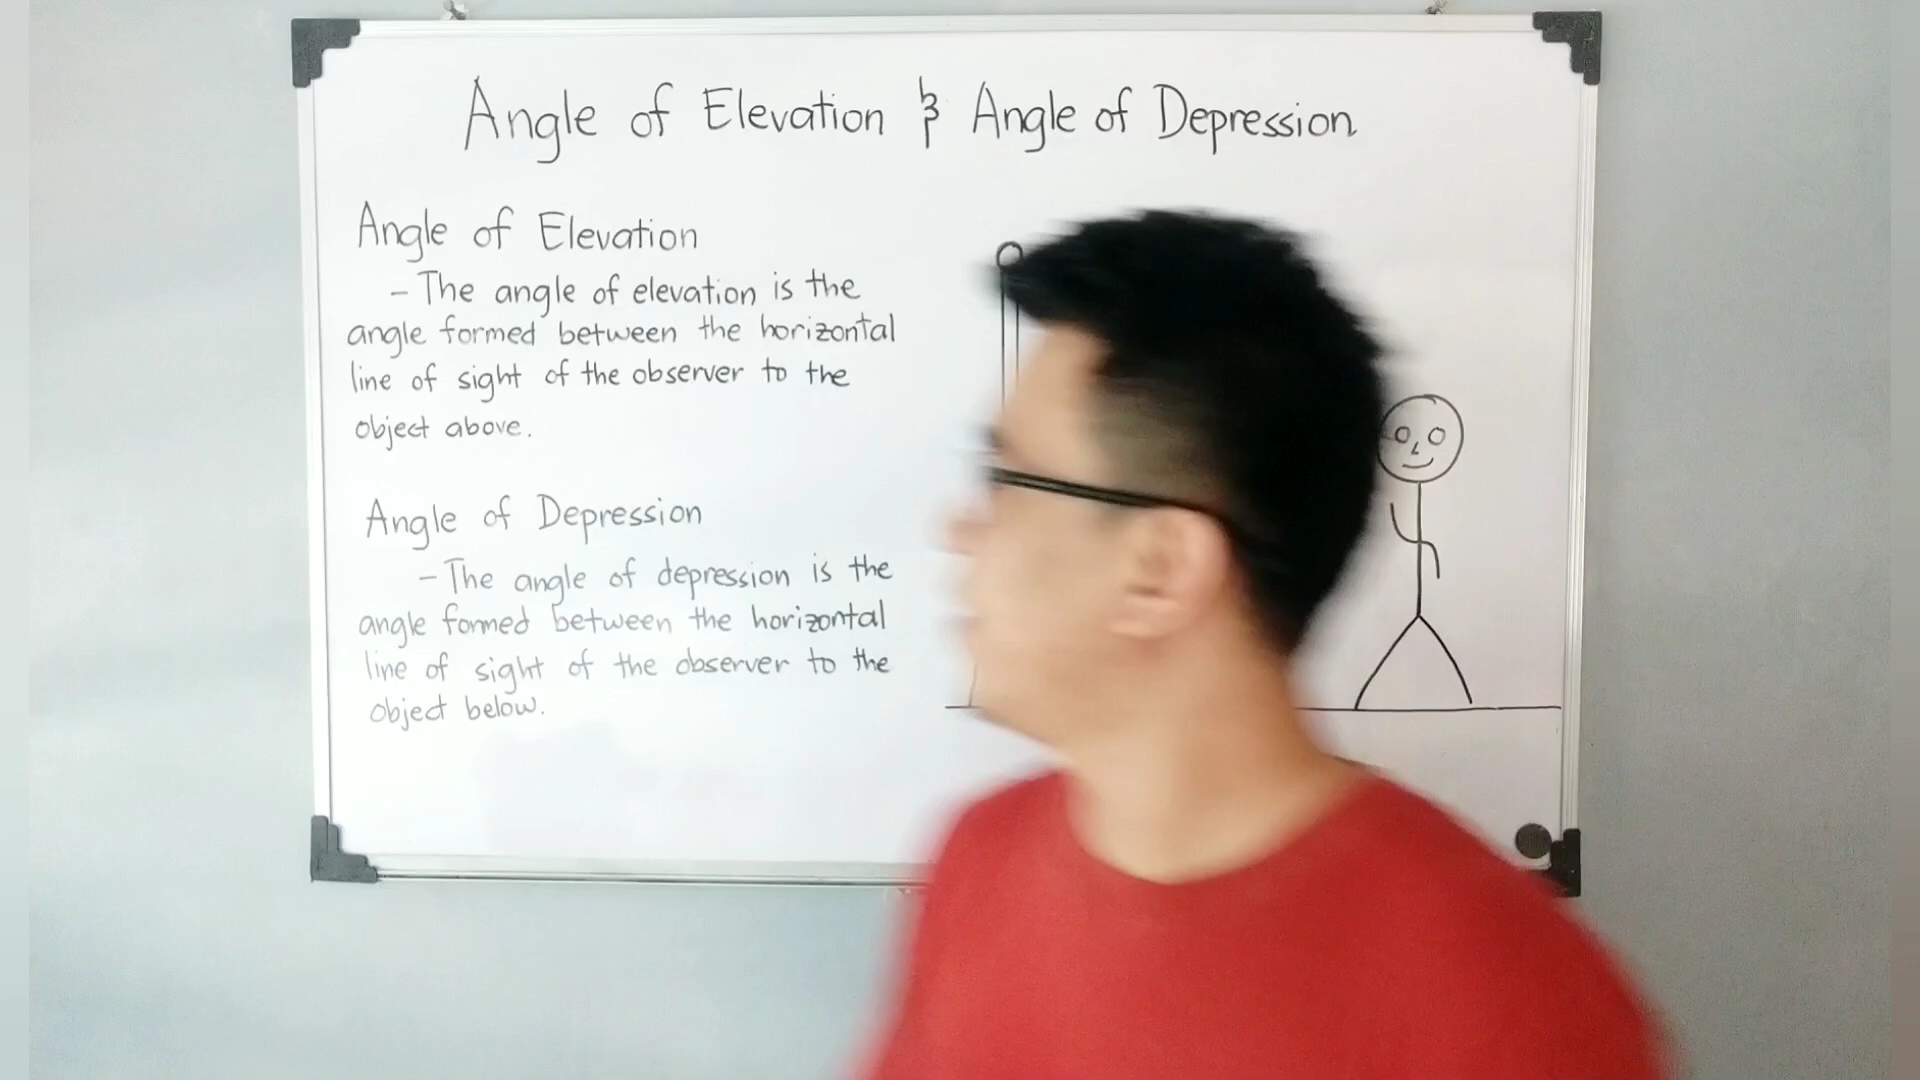 Angle of Elevation & Angle of Depression
Angle of Elevation
- The angle of elevation is the
angle formed between the horizontal
line of sight of the observer to the
object above.
Angle of Depression
- The angle of depression is the
angle formed between the horizontal
line of sight of the observer to the
object below.